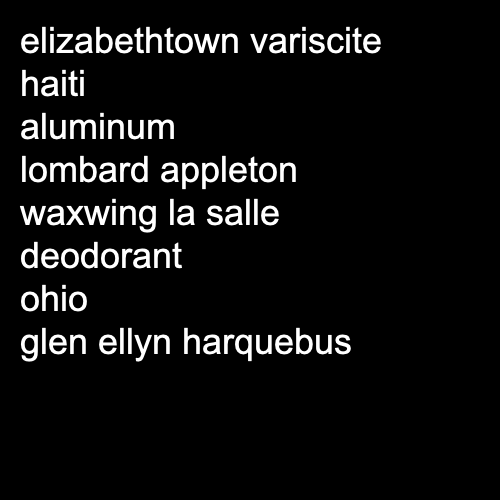 elizabethtown variscite
haiti
aluminum
lombard appleton
waxwing la salle
deodorant
ohio
glen ellyn harquebus